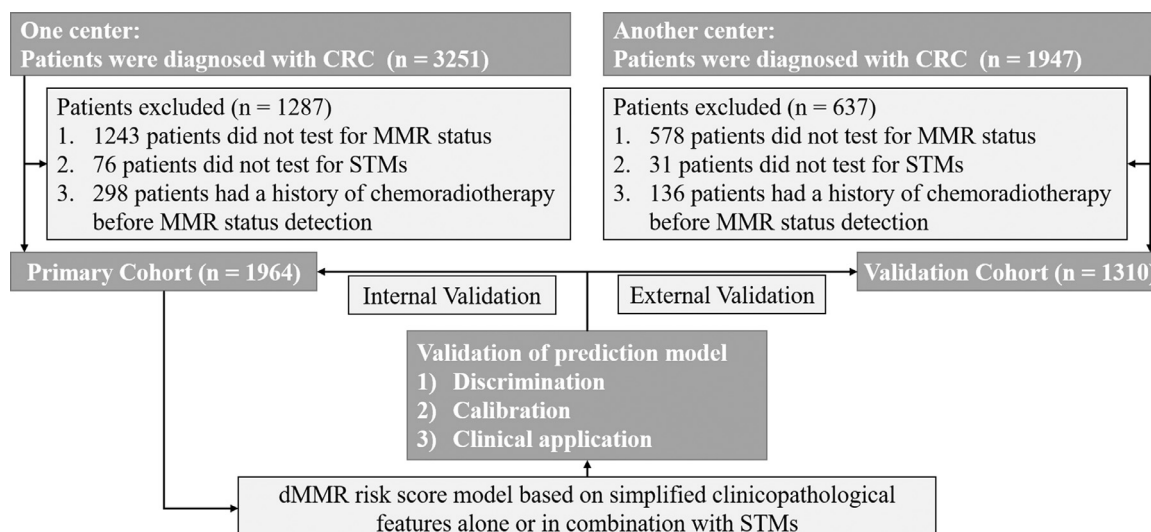 One center:
Patients were diagnosed with CRC (n = 3251)
Patients excluded (n = 1287)
1. 1243 patients did not test for MMR status
2. 76 patients did not test for STMs
3. 298 patients had a history of chemoradiotherapy
before MMR status detection
Another center:
Patients were diagnosed with CRC (n = 1947)
Patients excluded (n = 637)
1. 578 patients did not test for MMR status
2. 31 patients did not test for STMs
3. 136 patients had a history of chemoradiotherapy
before MMR status detection
Primary Cohort (n = 1964)
Validation Cohort (n = 1310)
Internal Validation
External Validation
Validation of prediction model
1) Discrimination
2) Calibration
3) Clinical application
dMMR risk score model based on simplified clinicopathological
features alone or in combination with STMs